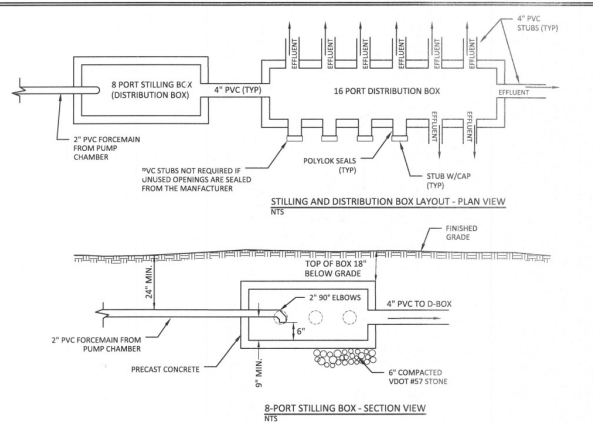 4" PVC
STUBS (TYP)
EFFLUENT
EFFLUENT
EFFLUENT
EFFLUENT
EFFLUENT
EFFLUENT
8 PORT STILLING BOX
(DISTRIBUTION BOX)
4" PVC (TYP)
16 PORT DISTRIBUTION BOX
EFFLUENT
EFFLUENT
EFFLUENT
2" PVC FORCEMAIN
FROM PUMP
CHAMBER
PVC STUBS NOT REQUIRED IF
UNUSED OPENINGS ARE SEALED
FROM THE MANFACTURER
POLYLOK SEALS
(TYP)
STUB W/CAP
(TYP)
STILLING AND DISTRIBUTION BOX LAYOUT - PLAN VIEW
NTS
FINISHED
GRADE
TOP OF BOX 18"
BELOW GRADE
24" MIN.
2" 90° ELBOWS
4" PVC TO D-BOX
6"
2" PVC FORCEMAIN FROM
PUMP CHAMBER
PRECAST CONCRETE
9" MIN.
6" COMPACTED
VDOT #57 STONE
8-PORT STILLING BOX - SECTION VIEW
NTS